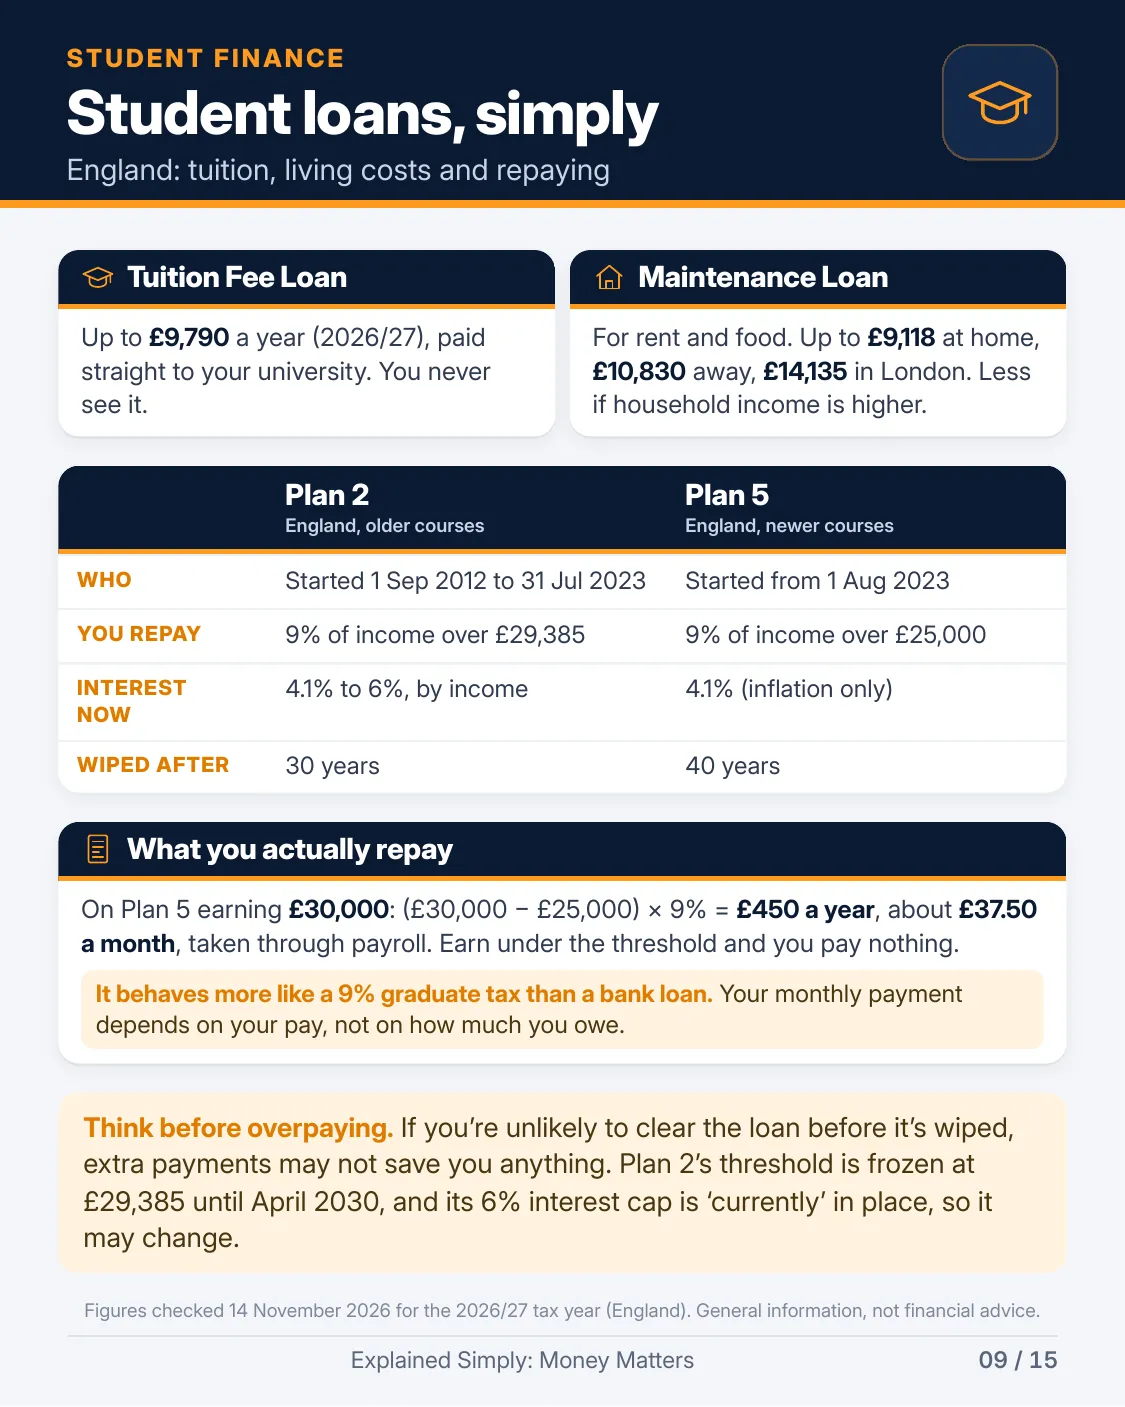 STUDENT FINANCE
Student loans, simply
England: tuition, living costs and repaying
Tuition Fee Loan
Up to £9,790 a year (2026/27), paid
straight to your university. You never
see it.
Maintenance Loan
For rent and food. Up to £9,118 at home,
£10,830 away, £14,135 in London. Less
if household income is higher.
Plan 2
England, older courses
Plan 5
England, newer courses
WHO
Started 1 Sep 2012 to 31 Jul 2023
Started from 1 Aug 2023
YOU REPAY
9% of income over £29,385
9% of income over £25,000
INTEREST
NOW
4.1% to 6%, by income
4.1% (inflation only)
WIPED AFTER
30 years
40 years
What you actually repay
On Plan 5 earning £30,000: (£30,000 − £25,000) × 9% = £450 a year, about £37.50
a month, taken through payroll. Earn under the threshold and you pay nothing.
It behaves more like a 9% graduate tax than a bank loan. Your monthly payment
depends on your pay, not on how much you owe.
Think before overpaying. If you’re unlikely to clear the loan before it’s wiped,
extra payments may not save you anything. Plan 2’s threshold is frozen at
£29,385 until April 2030, and its 6% interest cap is ‘currently’ in place, so it
may change.
Figures checked 14 November 2026 for the 2026/27 tax year (England). General information, not financial advice.
Explained Simply: Money Matters
09 / 15